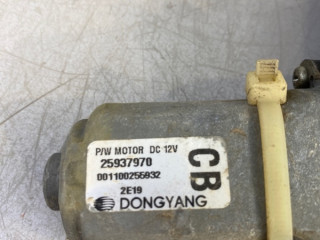 P/W MOTOR DC 12V
25937970
001100255932
2E19
DONGYANG
CB